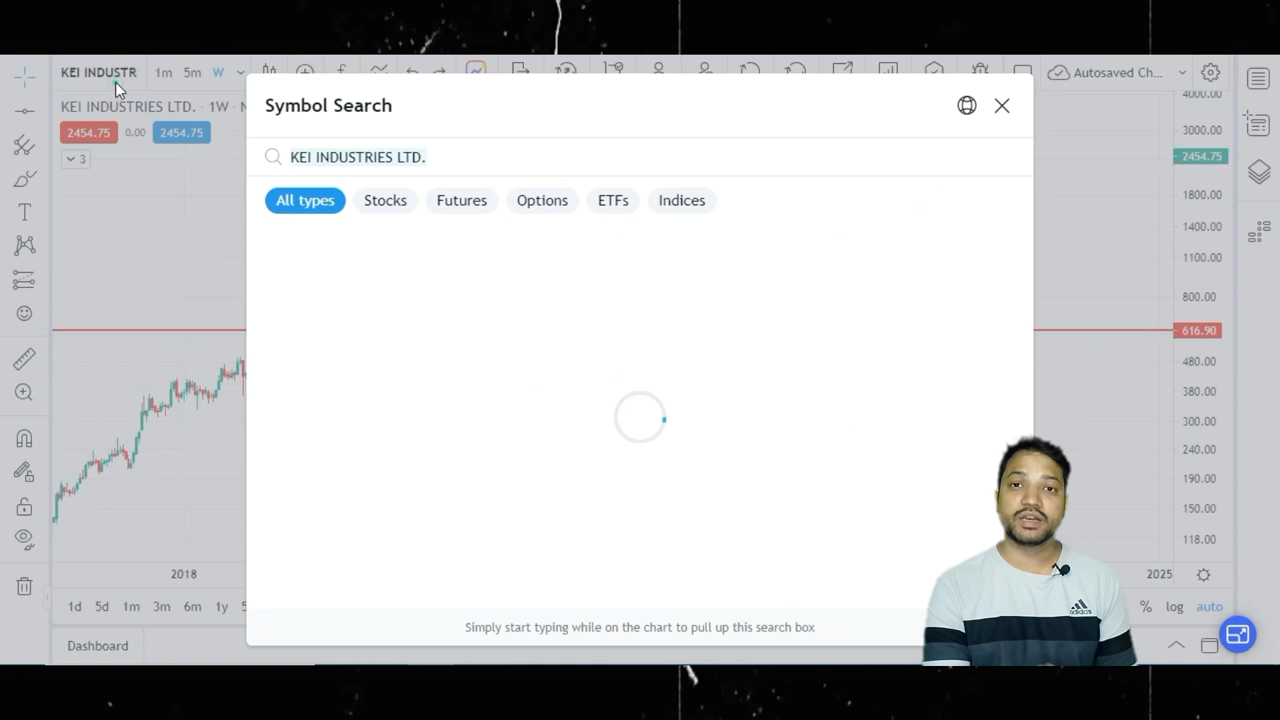 KEI INDUSTR
1m 5m W
Autosaved Ch...
KEI INDUSTRIES LTD. · 1W · N
2454.75 0.00 2454.75
3
Symbol Search
KEI INDUSTRIES LTD.
All types Stocks Futures Options ETFs Indices
4000.00
3000.00
2454.75
1800.00
1400.00
1100.00
800.00
616.90
480.00
380.00
300.00
240.00
190.00
150.00
118.00
2018
2025
1d 5d 1m 3m 6m 1y 5
% log auto
Simply start typing while on the chart to pull up this search box
Dashboard
adidas